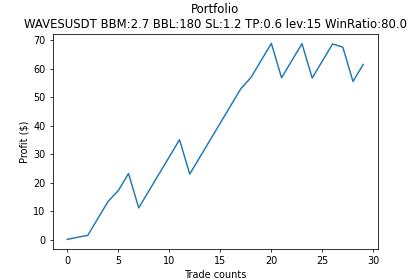 Portfolio
WAVESUSDT BBM:2.7 BBL:180 SL:1.2 TP:0.6 lev:15 WinRatio:80.0
70
60
50
40
30
20
10
0
Profit ($)
0 5 10 15 20 25 30
Trade counts